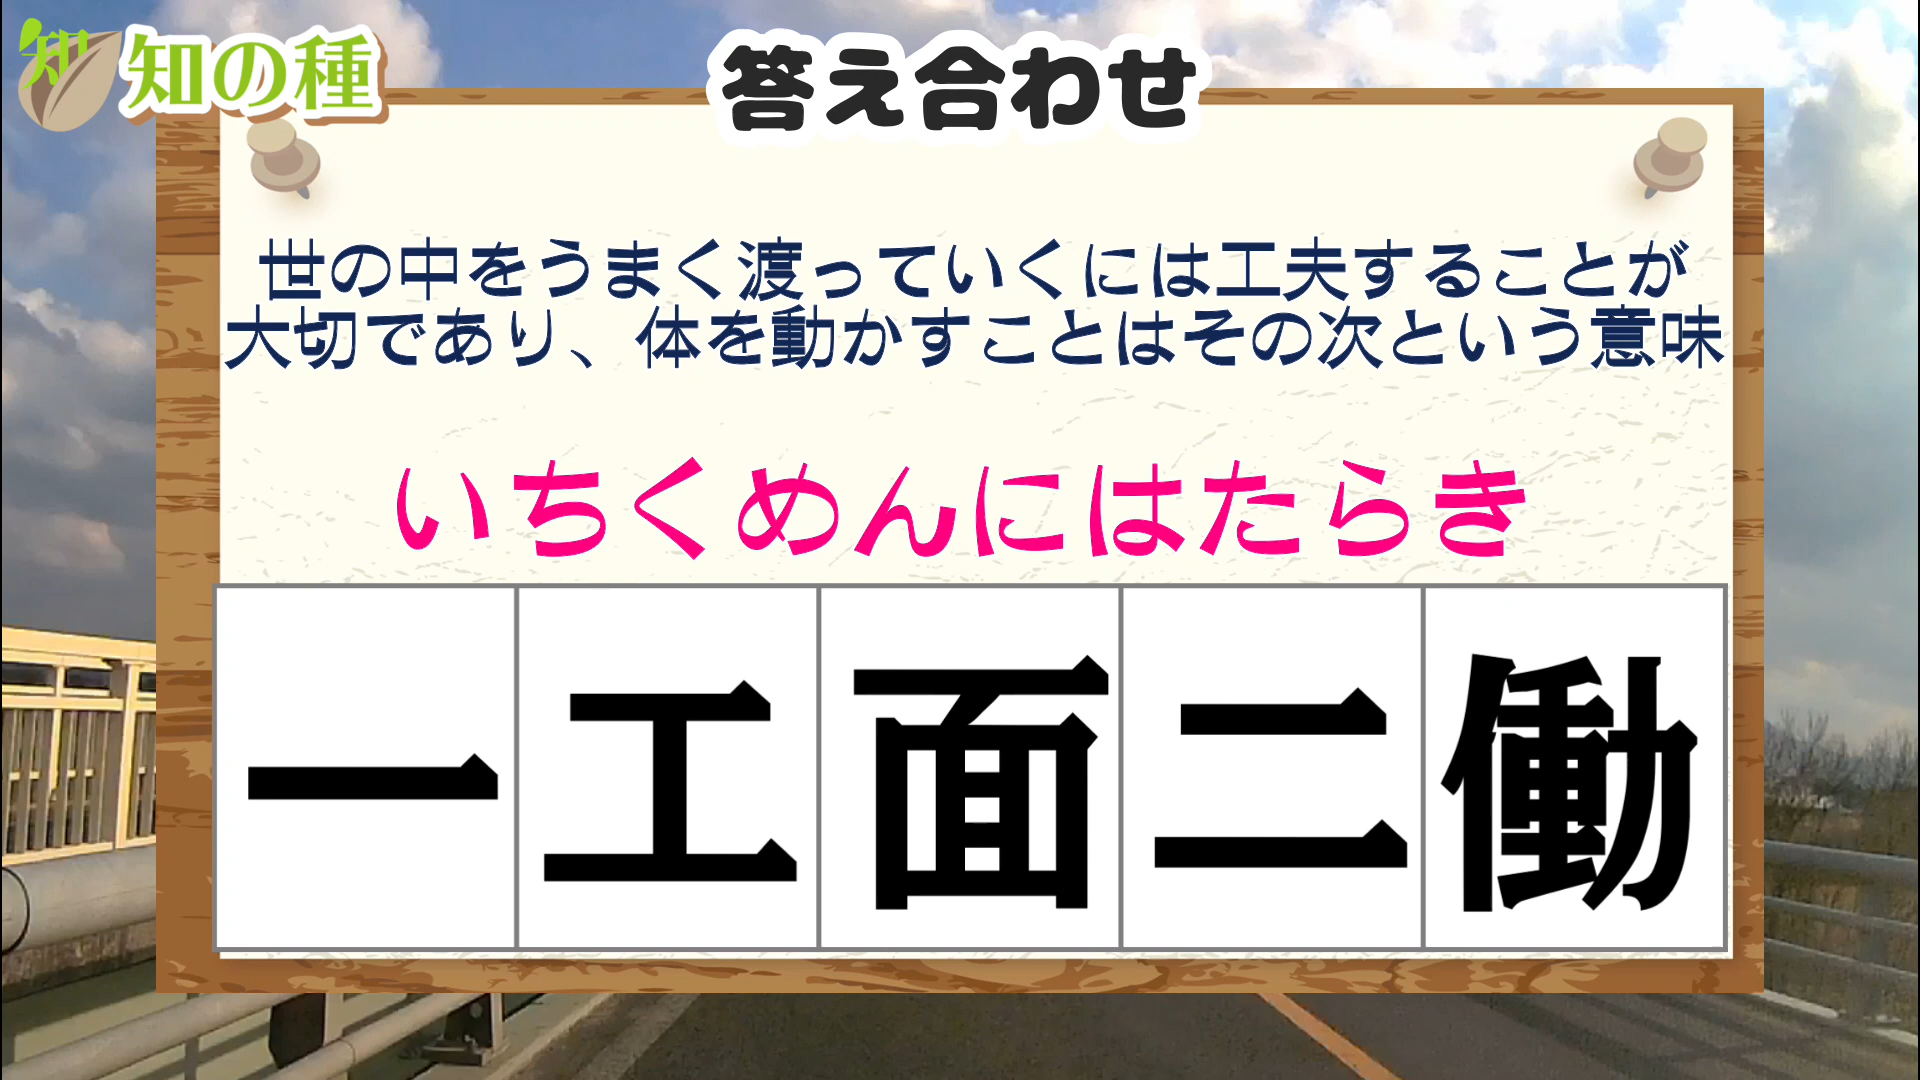 知の種
答え合わせ
世の中をうまく渡っていくには工夫することが
大切であり、体を動かすことはその次という意味
いちくめんにはたらき
一工面二働